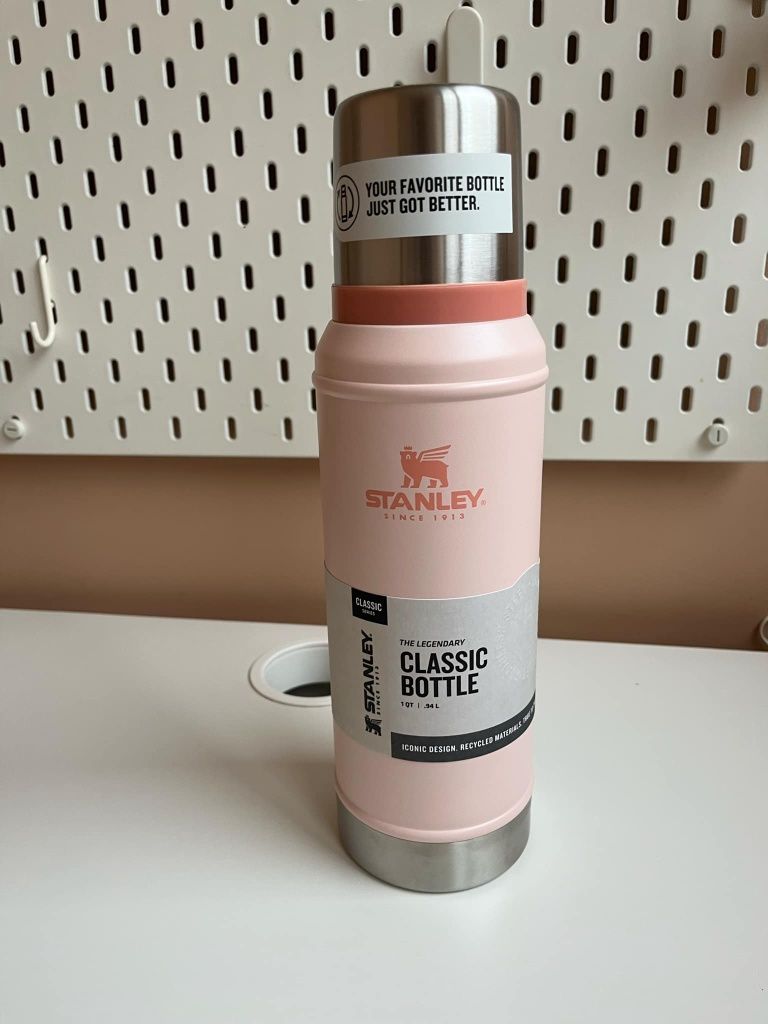 YOUR FAVORITE BOTTLE
JUST GOT BETTER.
STANLEY®
SINCE 1913
CLASSIC
SERIES
STANLEY.
SINCE 1913
THE LEGENDARY
CLASSIC
BOTTLE
1 QT | .94 L
ICONIC DESIGN. RECYCLED MATERIALS.